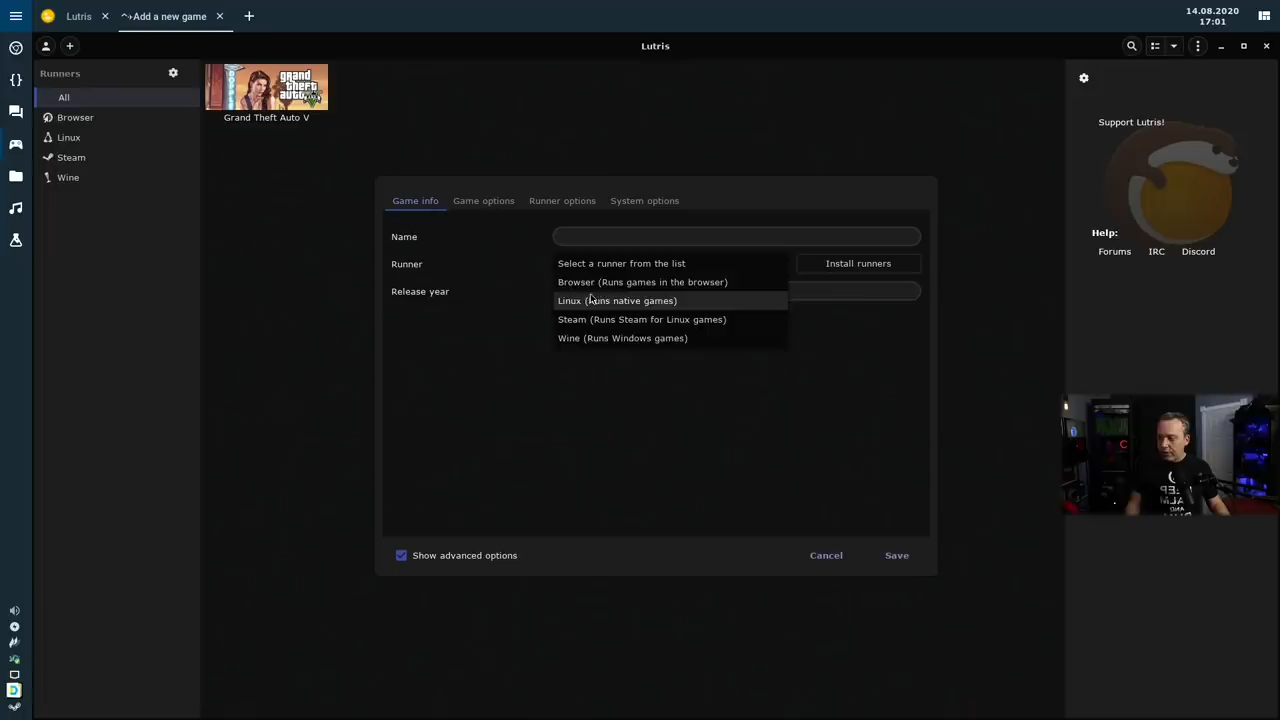 Lutris
Add a new game
14.08.2020
17:01
Lutris
Runners
All
Browser
Linux
Steam
Wine
grand
theft
auto
Grand Theft Auto V
Support Lutris!
Help:
Forums IRC Discord
Game info Game options Runner options System options
Name
Runner
Select a runner from the list
Install runners
Browser (Runs games in the browser)
Release year
Linux (Runs native games)
Steam (Runs Steam for Linux games)
Wine (Runs Windows games)
Show advanced options
Cancel Save